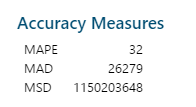 Accuracy Measures
MAPE 32
MAD 26279
MSD 1150203648